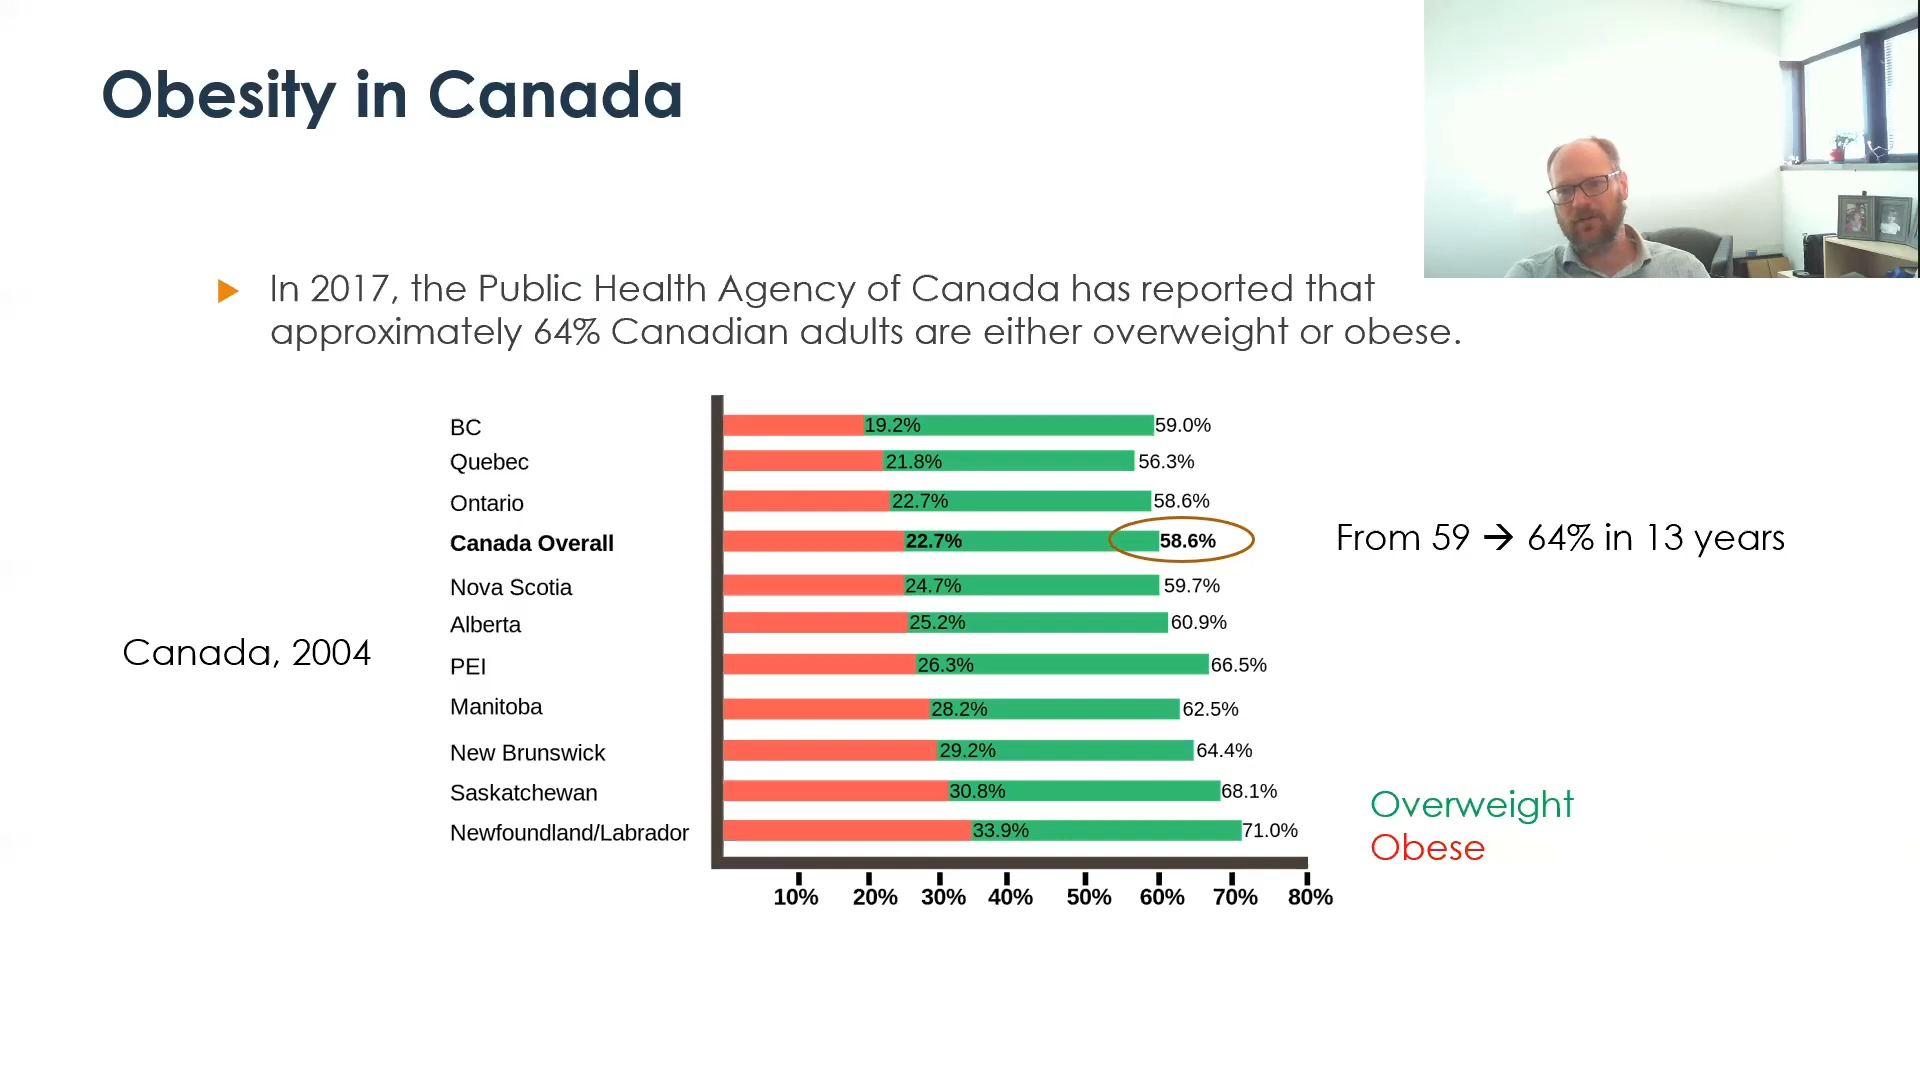 Obesity in Canada
In 2017, the Public Health Agency of Canada has reported that
approximately 64% Canadian adults are either overweight or obese.
BC 19.2% 59.0%
Quebec 21.8% 56.3%
Ontario 22.7% 58.6%
Canada Overall 22.7% 58.6%
From 59 → 64% in 13 years
Nova Scotia 24.7% 59.7%
Alberta 25.2% 60.9%
Canada, 2004
PEI 26.3% 66.5%
Manitoba 28.2% 62.5%
New Brunswick 29.2% 64.4%
Saskatchewan 30.8% 68.1%
Newfoundland/Labrador 33.9% 71.0%
Overweight
Obese
10% 20% 30% 40% 50% 60% 70% 80%